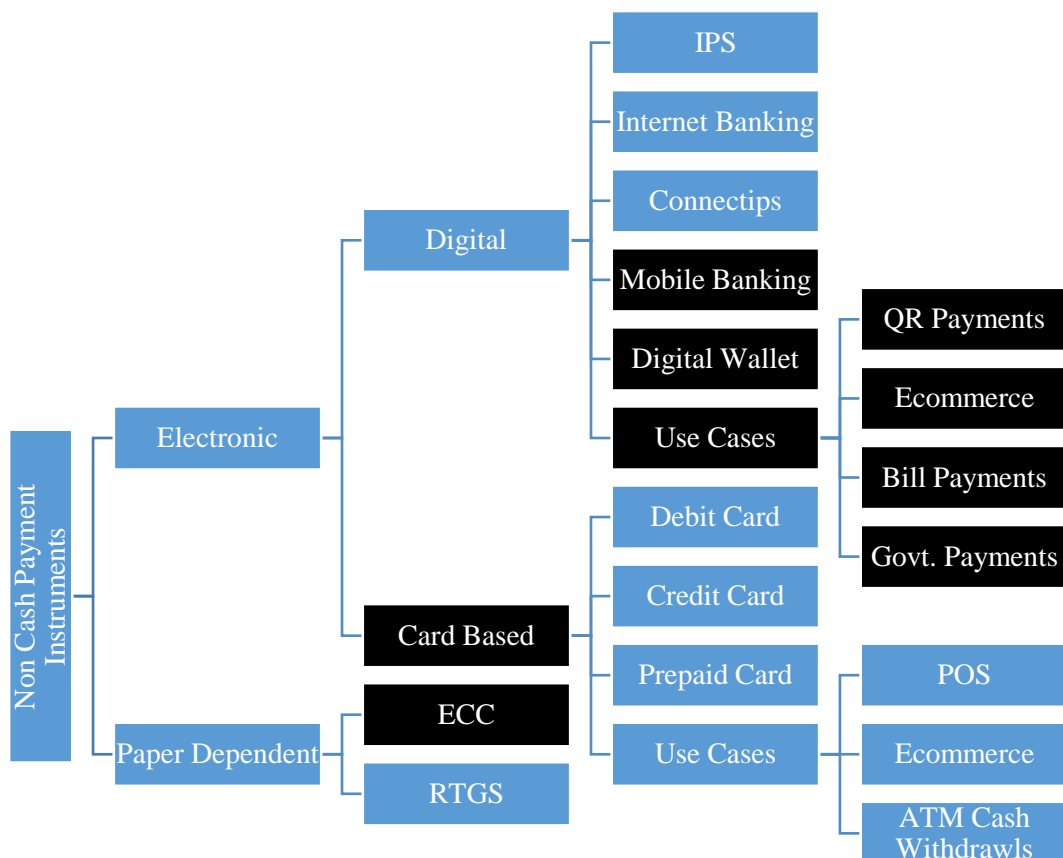 Non Cash Payment
Instruments
Electronic
Digital
IPS
Internet Banking
Connectips
Mobile Banking
Digital Wallet
Use Cases
QR Payments
Ecommerce
Bill Payments
Govt. Payments
Card Based
Debit Card
Credit Card
Prepaid Card
Use Cases
POS
Ecommerce
ATM Cash
Withdrawls
Paper Dependent
ECC
RTGS